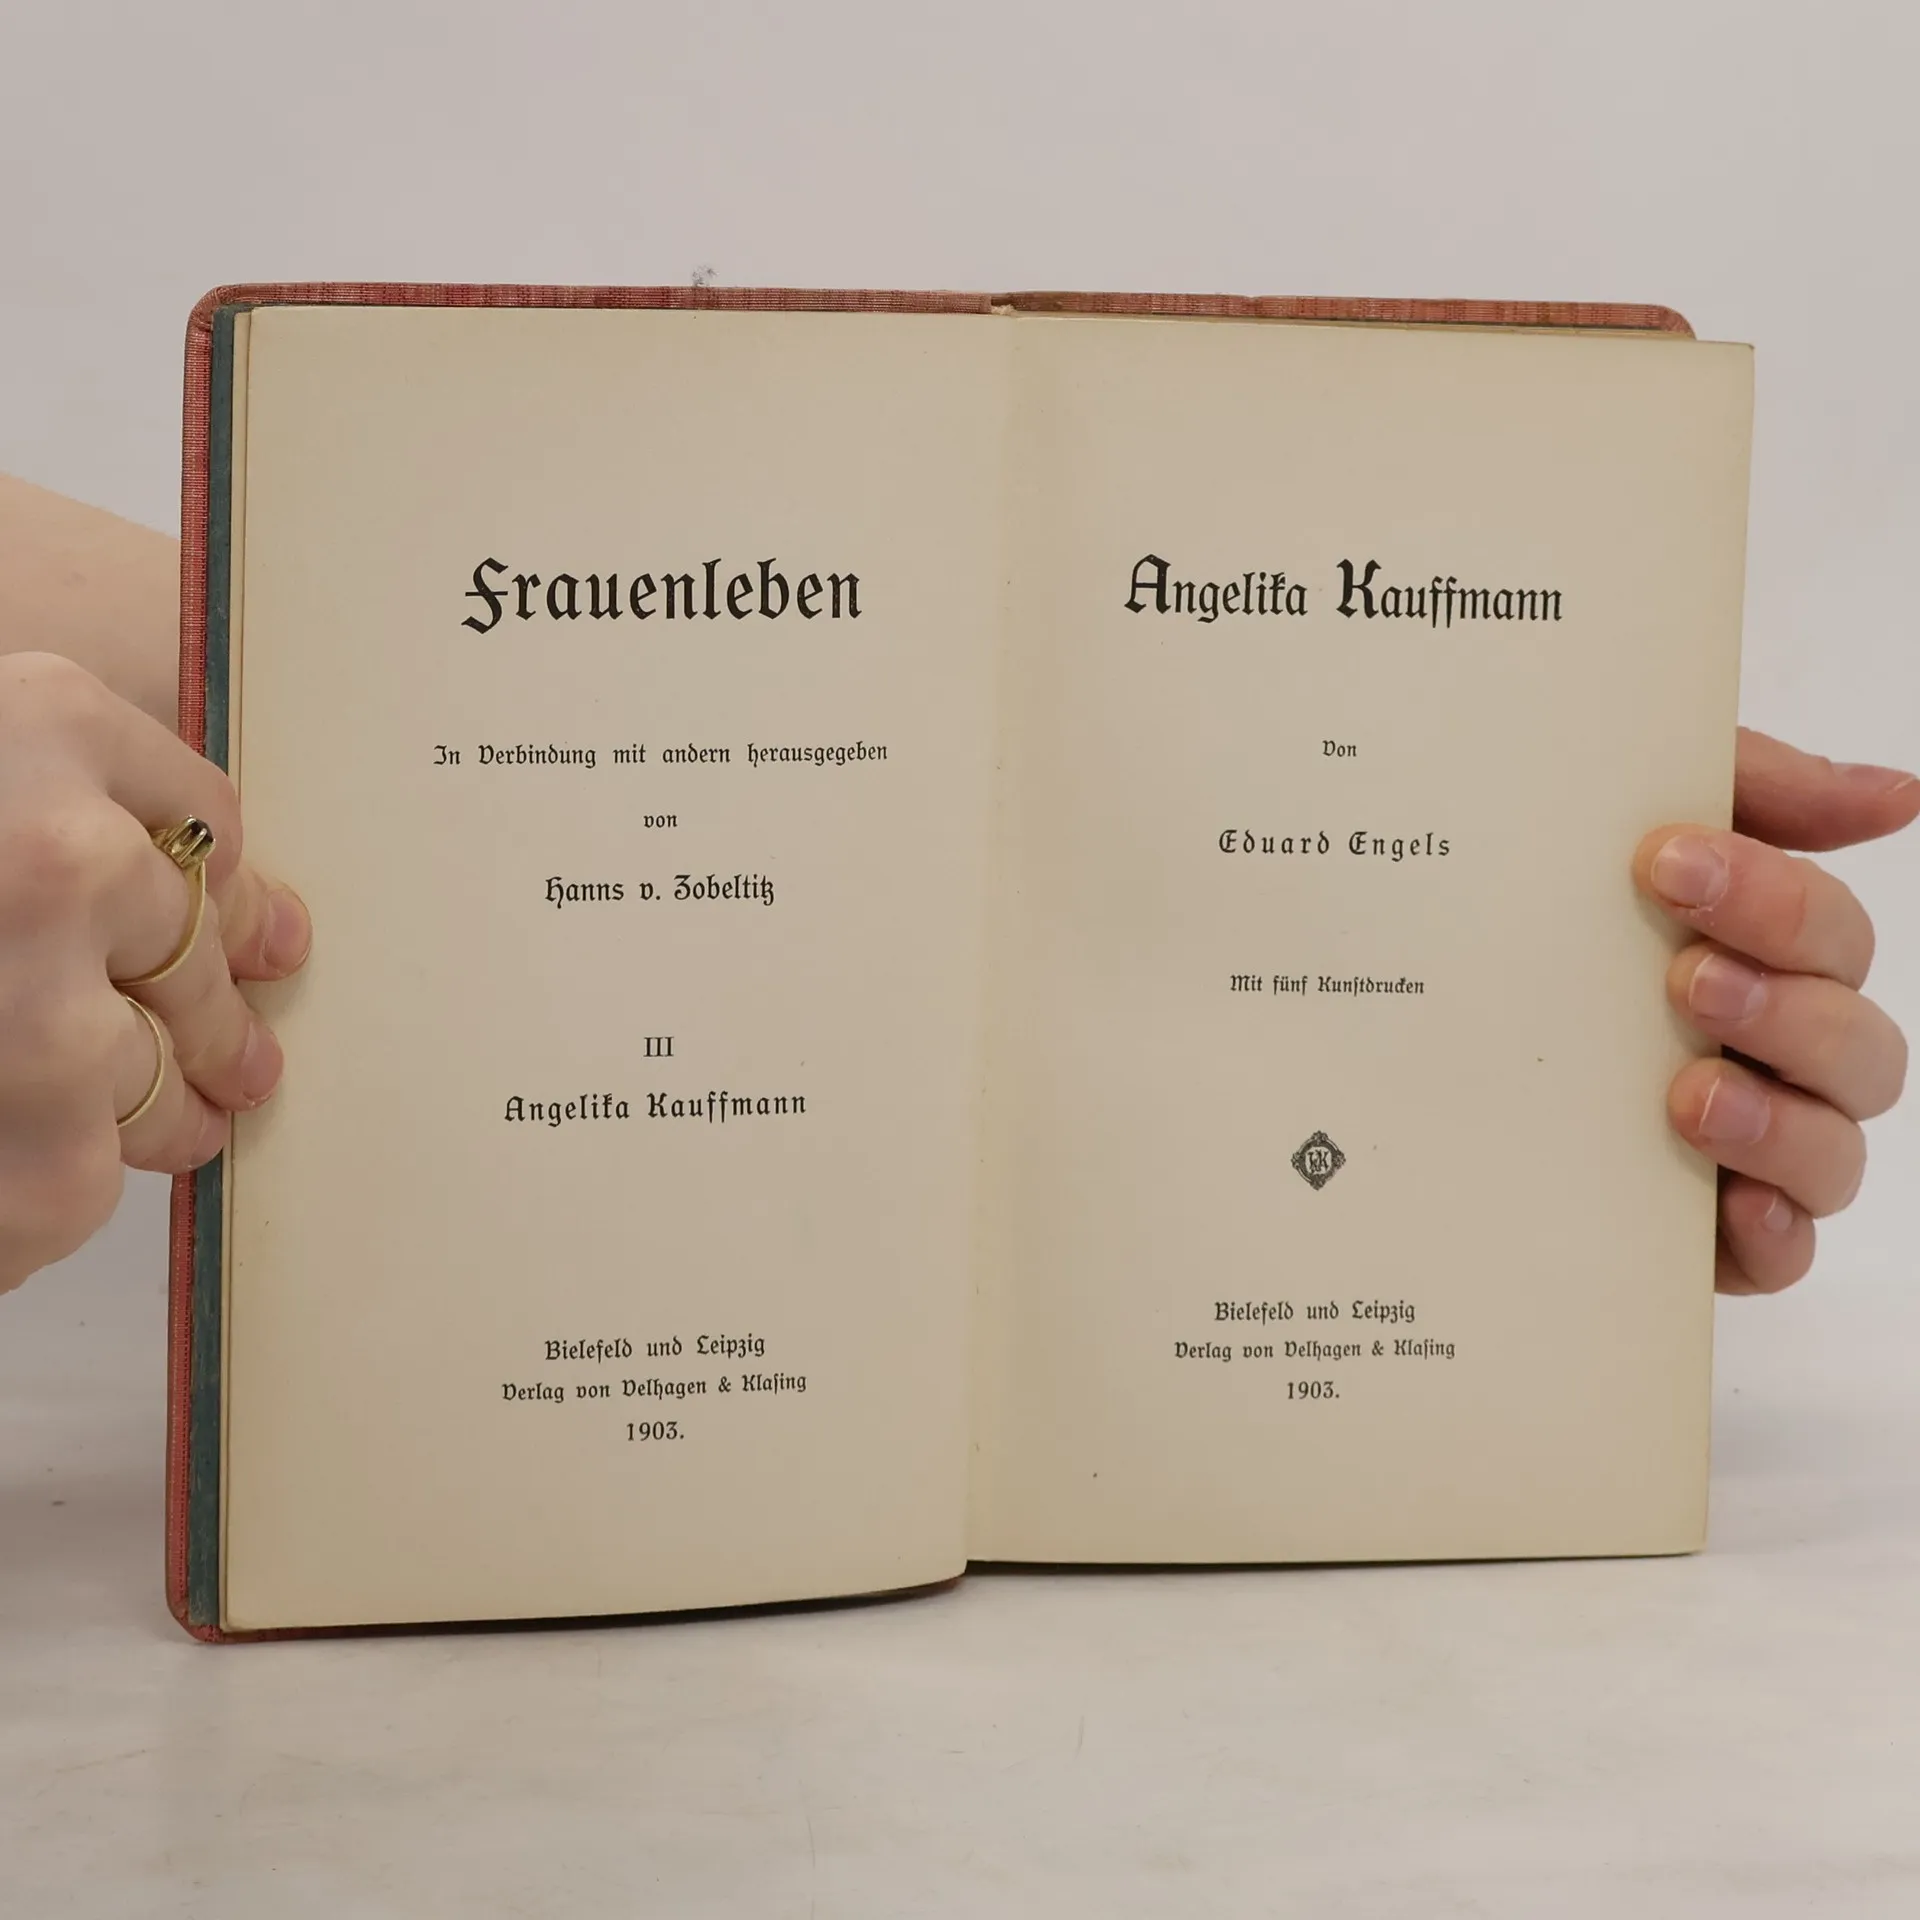 Frauenleben
In Verbindung mit andern herausgegeben
von
Hanns v. Zobeltitz
III
Angelika Kauffmann
Bielefeld und Leipzig
Verlag von Velhagen & Klasing
1903.
Angelika Kauffmann
Von
Eduard Engels
Mit fünf Kunstdrucken
VK
Bielefeld und Leipzig
Verlag von Velhagen & Klasing
1903.